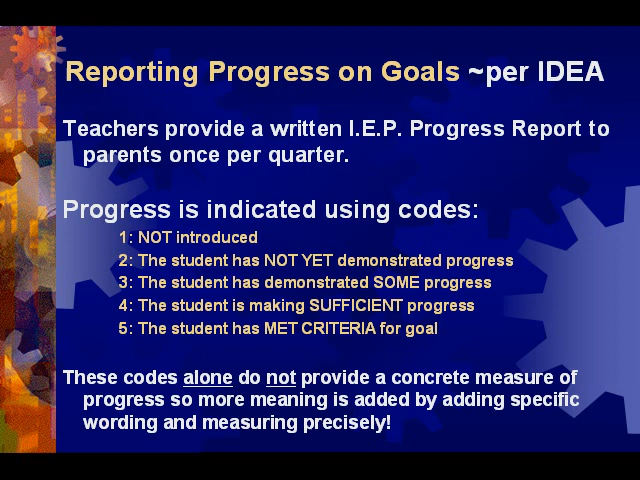 Reporting Progress on Goals ~per IDEA
Teachers provide a written I.E.P. Progress Report to
parents once per quarter.
Progress is indicated using codes:
1: NOT introduced
2: The student has NOT YET demonstrated progress
3: The student has demonstrated SOME progress
4: The student is making SUFFICIENT progress
5: The student has MET CRITERIA for goal
These codes alone do not provide a concrete measure of
progress so more meaning is added by adding specific
wording and measuring precisely!